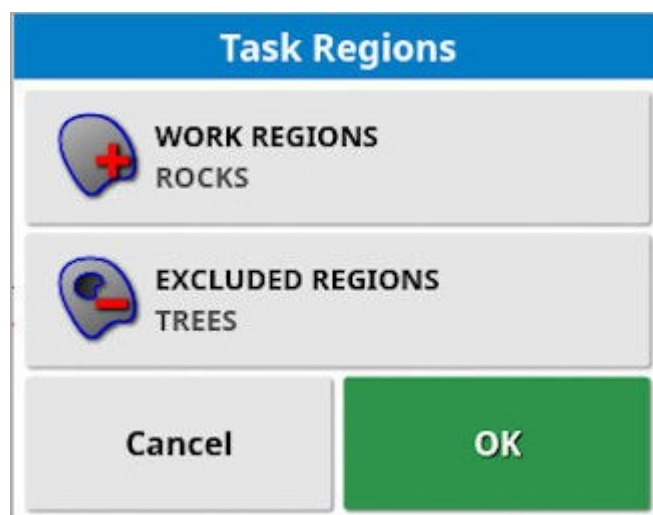 Task Regions
WORK REGIONS
ROCKS
EXCLUDED REGIONS
TREES
Cancel
OK